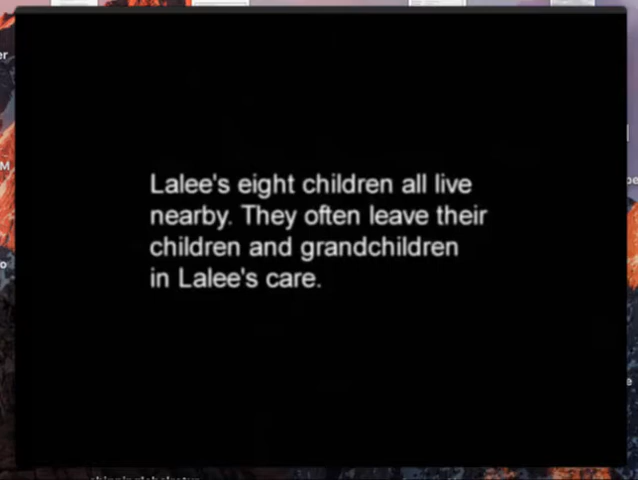 Lalee's eight children all live
nearby. They often leave their
children and grandchildren
in Lalee's care.